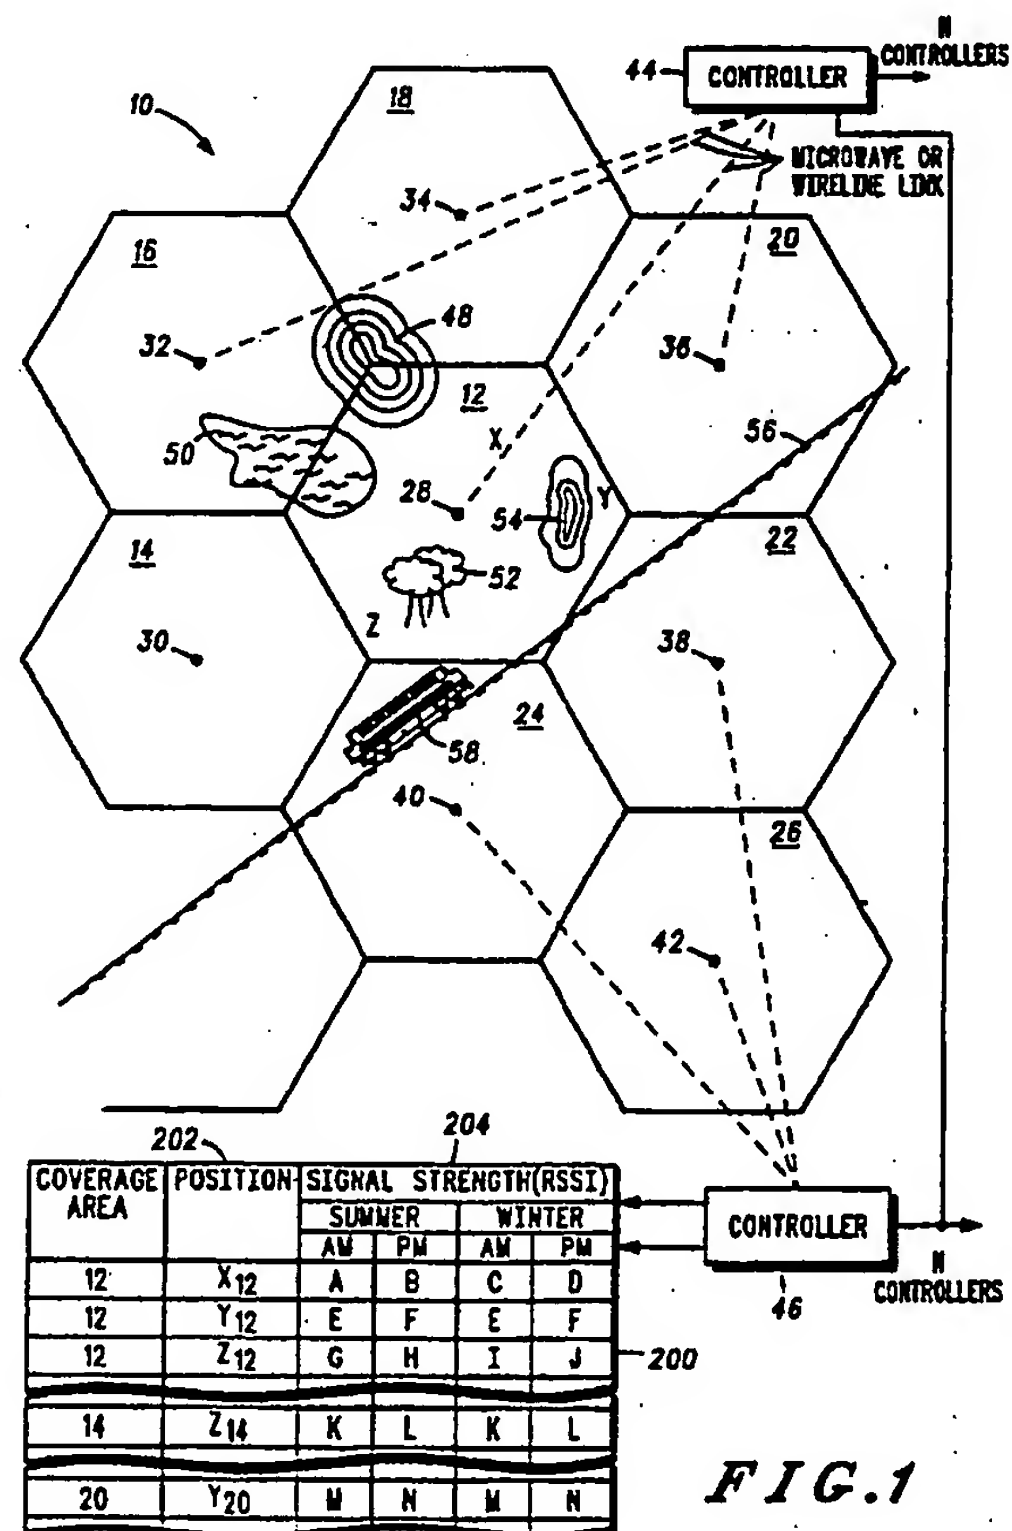 N
CONTROLLERS
44
CONTROLLER
10
18
MICROWAVE OR
WIRELINE LINK
34
16
20
48
32
36
12
56
X
50
28
Y
54
14
22
52
Z
30
38
24
58
40
26
42
202
204
COVERAGE AREA POSITION SIGNAL STRENGTH(RSSI)
SUMMER WINTER
AM PM AM PM
12 X12 A B C D
12 Y12 E F E F
12 Z12 G H I J
200
14 Z14 K L K L
20 Y20 M N M N
CONTROLLER
N
CONTROLLERS
46
FIG.1